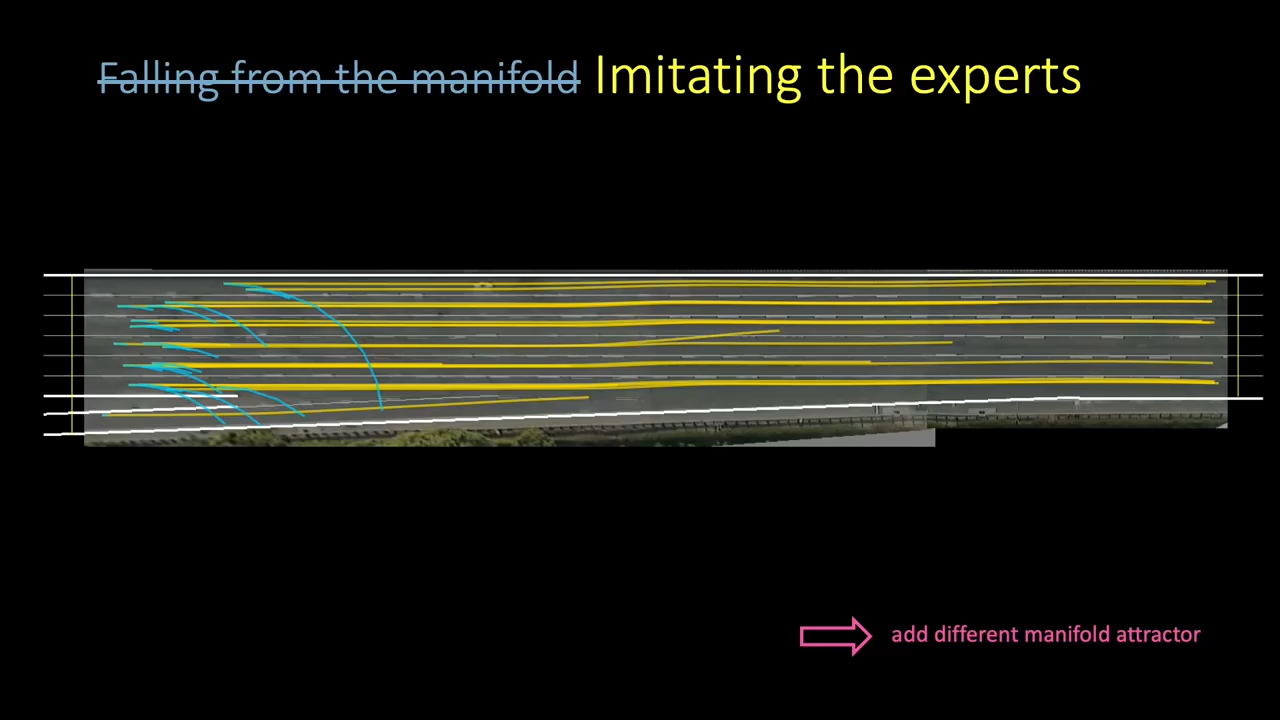 Falling from the manifold Imitating the experts
add different manifold attractor